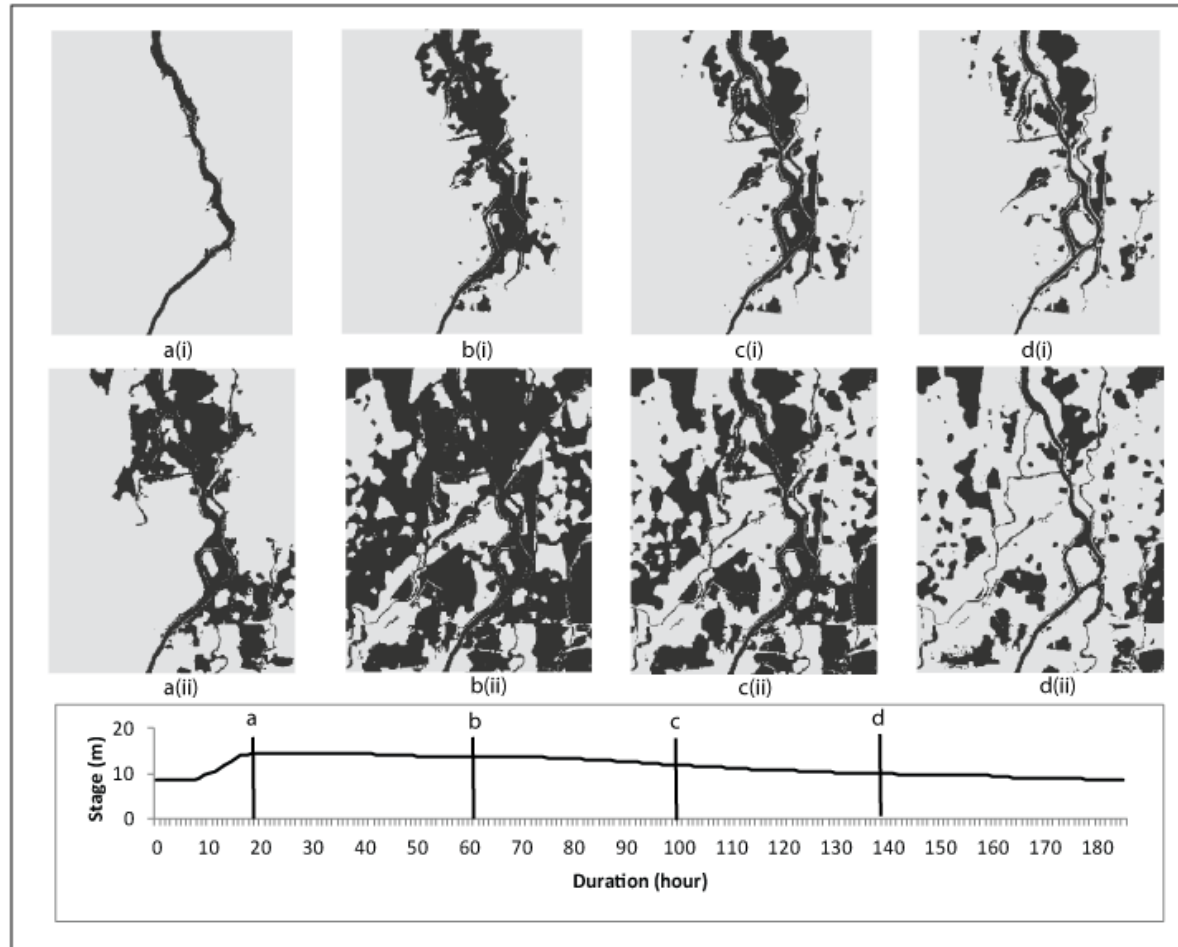 a(i) b(i) c(i) d(i)
a(ii) b(ii) c(ii) d(ii)
a b c d
20
10
0
Stage (m)
0 10 20 30 40 50 60 70 80 90 100 110 120 130 140 150 160 170 180
Duration (hour)